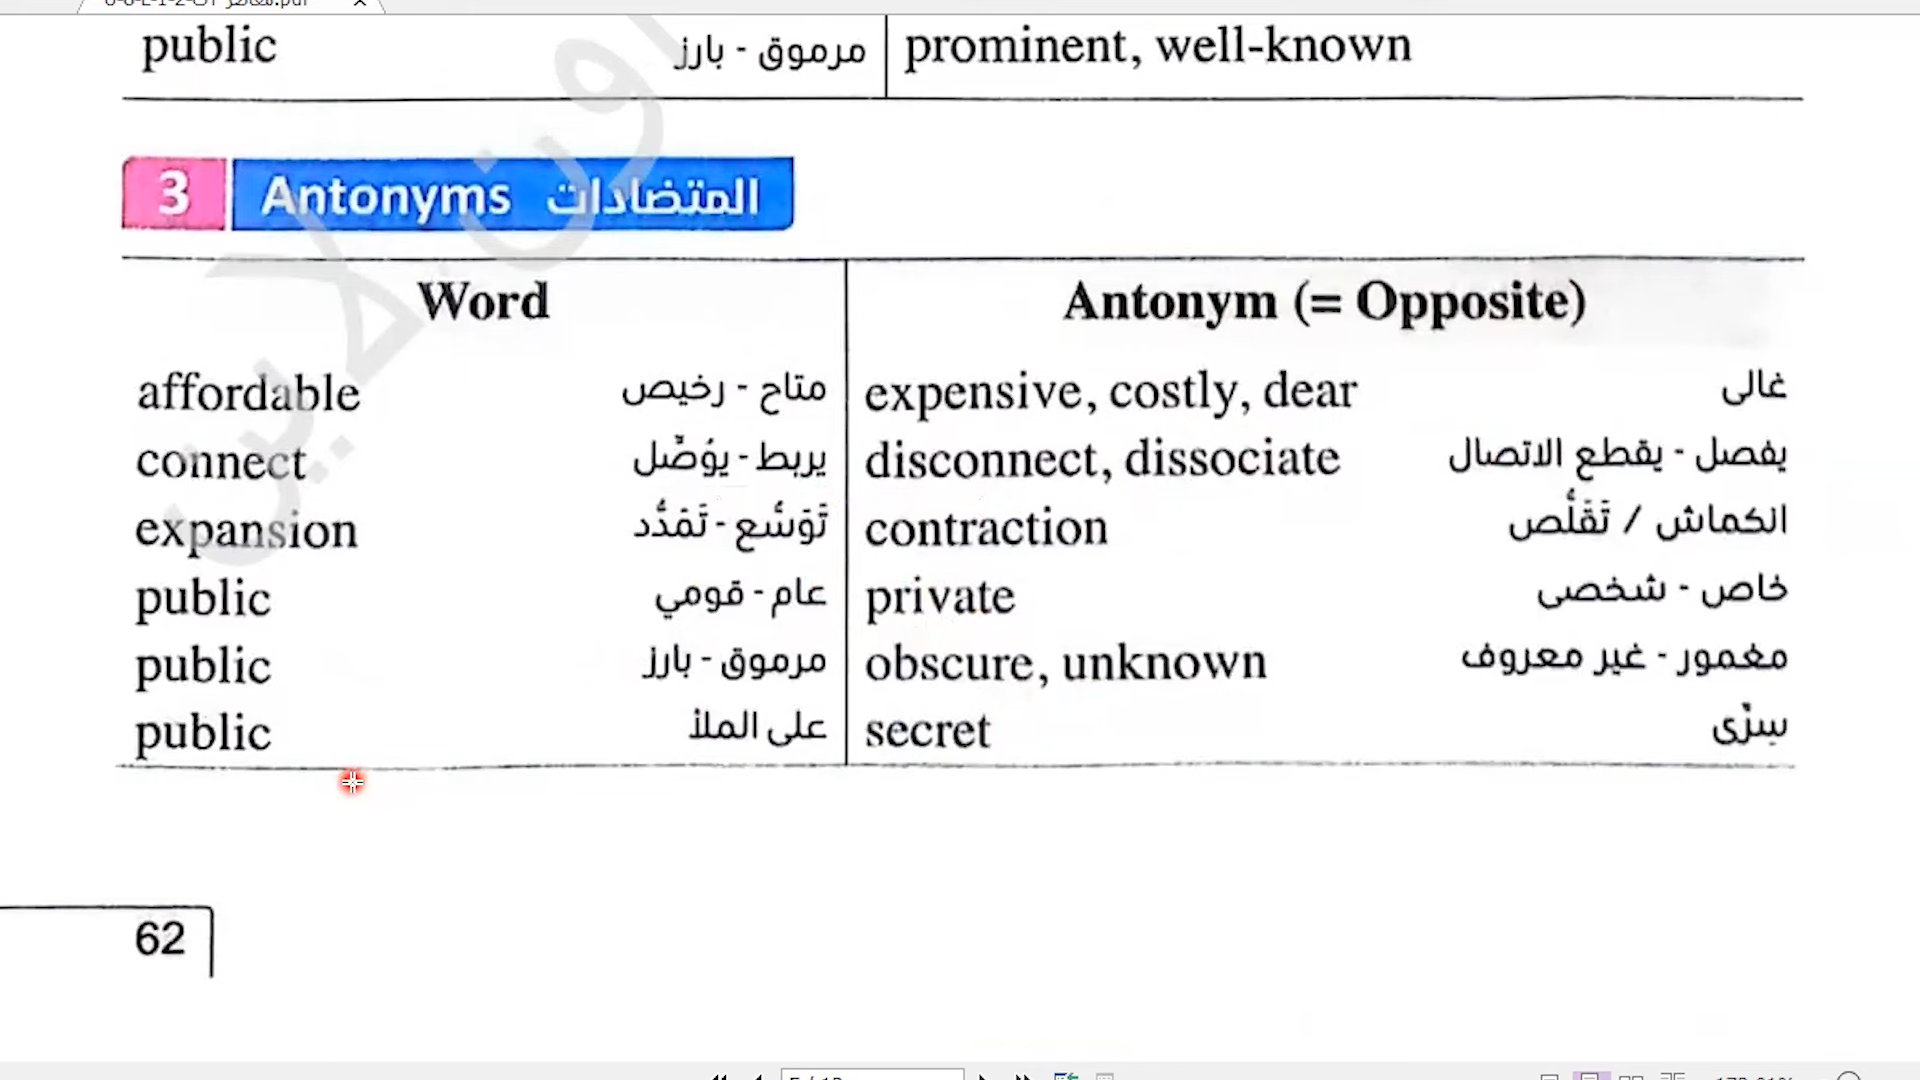 public مرموق - بارز prominent, well-known
3 Antonyms المتضادات
Word Antonym (= Opposite)
affordable متاح - رخيص expensive, costly, dear غالى
connect يربط - يوُصِّل disconnect, dissociate يفصل - يقطع الاتصال
expansion تَوَسُّع - تَمَدُّد contraction انكماش / تَقَلُّص
public عام - قومي private خاص - شخصى
public مرموق - بارز obscure, unknown مغمور - غير معروف
public على الملأ secret سِرِّى
62